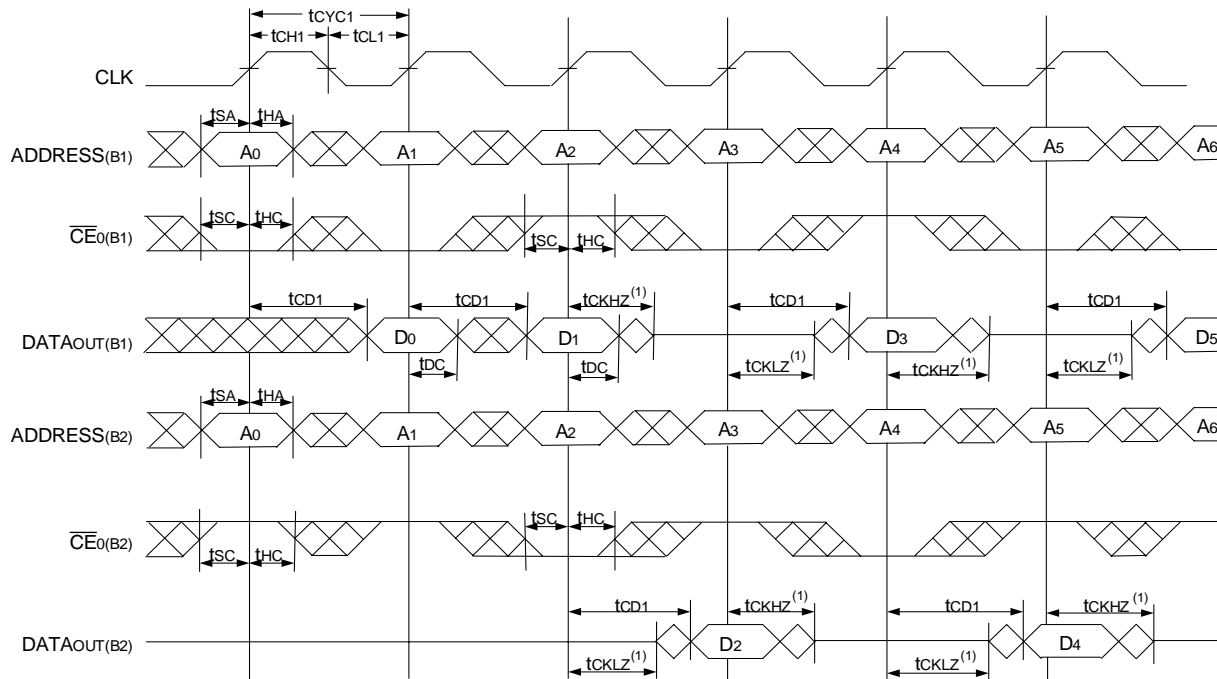 tCYC1
tCH1 tCL1
CLK
tSA tHA
ADDRESS(B1) A0 A1 A2 A3 A4 A5 A6
tSC tHC
CE0(B1) tSC tHC
tCD1 tCD1 tCKHZ(1) tCD1 tCD1
DATAOUT(B1) D0 D1 D3 D5
tDC tDC tCKLZ(1) tCKHZ(1) tCKLZ(1)
tSA tHA
ADDRESS(B2) A0 A1 A2 A3 A4 A5 A6
tSC tHC
CE0(B2)
tSC tHC
tCD1 tCKHZ(1) tCD1 tCKHZ(1)
DATAOUT(B2) D2 D4
tCKLZ(1) tCKLZ(1)